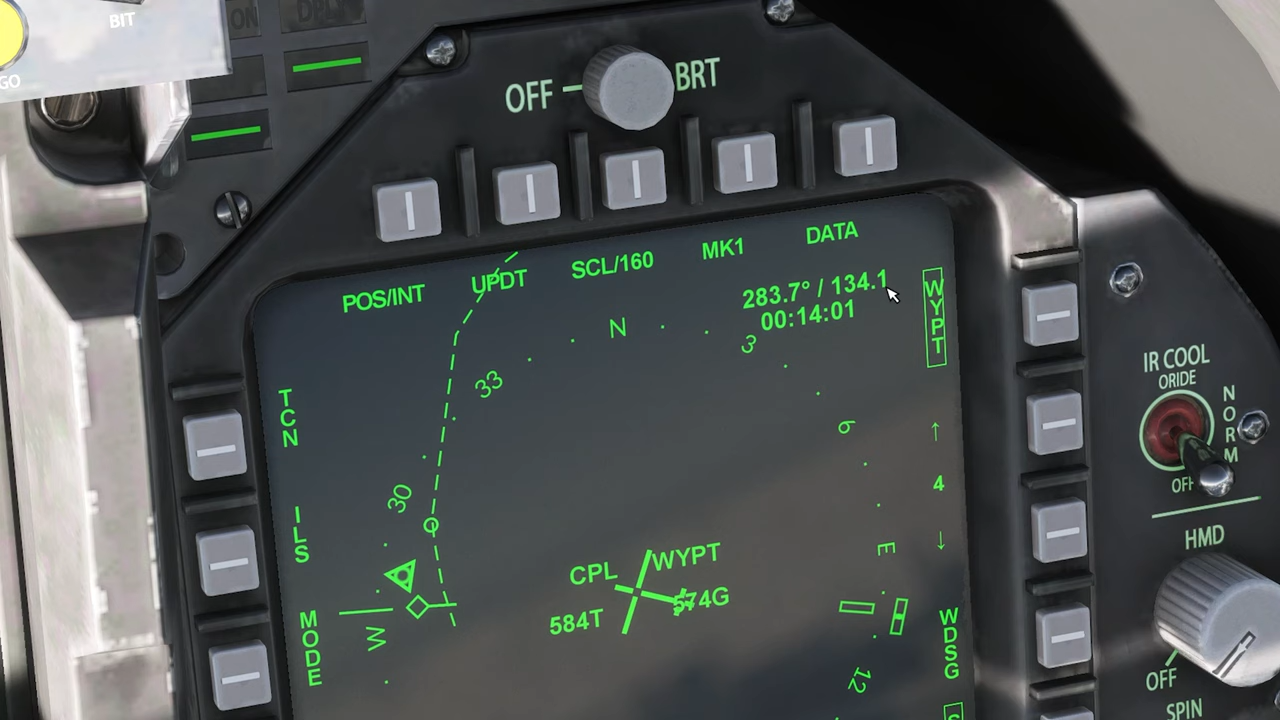 BIT
GO
ON
OFF
BRT
POS/INT
UPDT
SCL/160
MK1
DATA
283.7° / 134.1
00:14:01
WYPT
N
3
33
6
30
TCN
ILS
MODE
4
E
CPL
WYPT
584T
574G
W
12
WDSG
IR COOL
ORIDE
NORM
OFF
HMD
OFF
SPIN